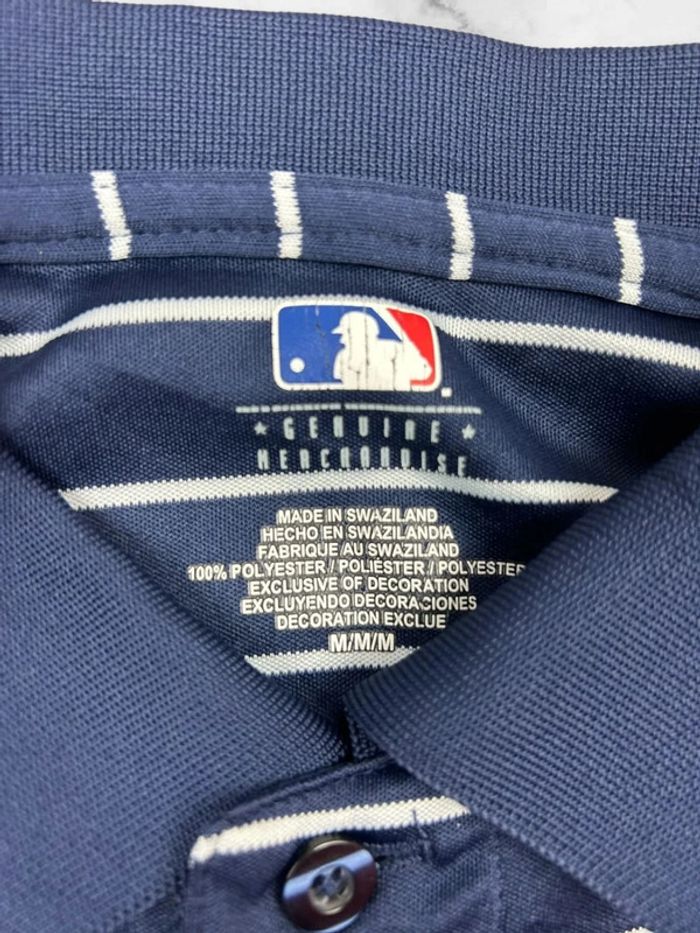 ★ GENUINE ★
MERCHANDISE
MADE IN SWAZILAND
HECHO EN SWAZILANDIA
FABRIQUE AU SWAZILAND
100% POLYESTER / POLIÉSTER / POLYESTER
EXCLUSIVE OF DECORATION
EXCLUYENDO DECORACIONES
DECORATION EXCLUE
M/M/M